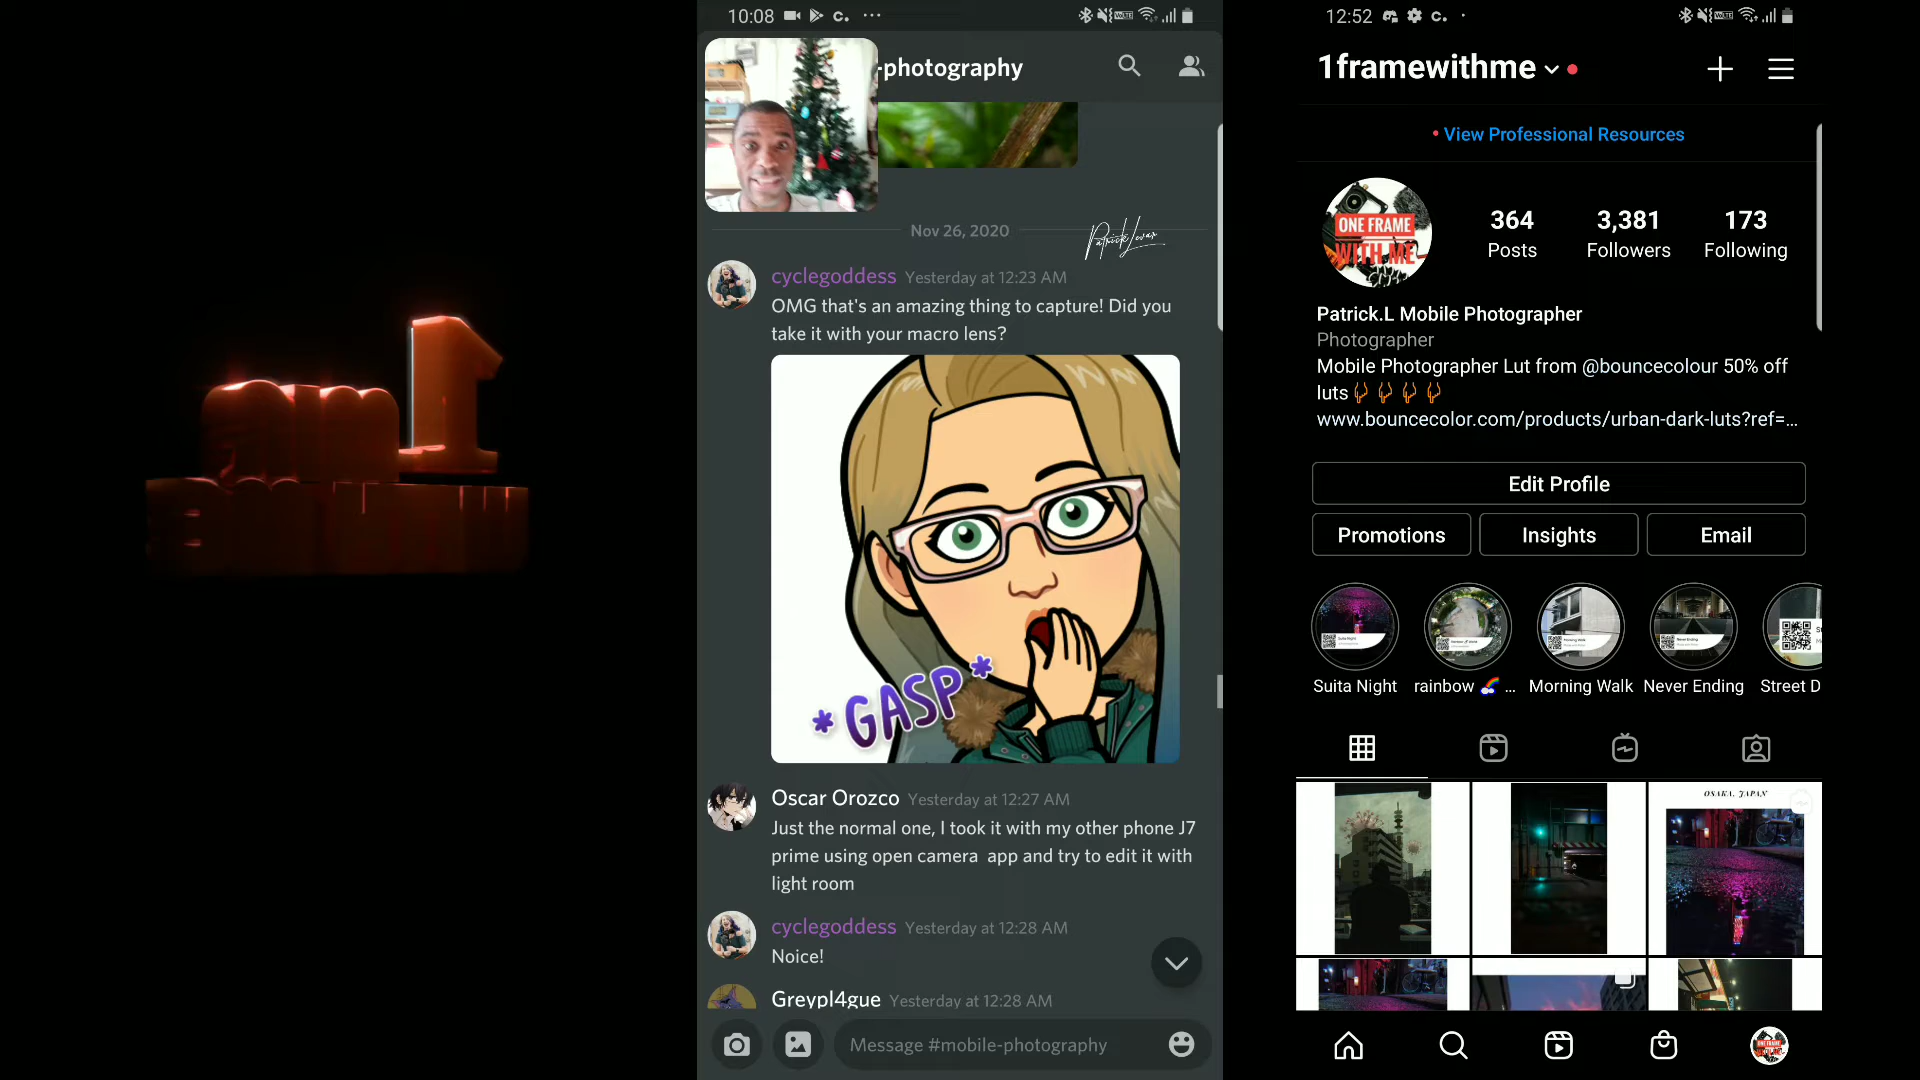 10:08
-photography
Nov 26, 2020
cyclegoddess Yesterday at 12:23 AM
OMG that's an amazing thing to capture! Did you
take it with your macro lens?
*GASP*
Oscar Orozco Yesterday at 12:27 AM
Just the normal one, I took it with my other phone J7
prime using open camera app and try to edit it with
light room
cyclegoddess Yesterday at 12:28 AM
Noice!
Greypl4gue Yesterday at 12:28 AM
Message #mobile-photography
12:52
1framewithme
View Professional Resources
ONE FRAME
WITH ME
364
Posts
3,381
Followers
173
Following
Patrick.L Mobile Photographer
Photographer
Mobile Photographer Lut from @bouncecolour 50% off
luts
www.bouncecolor.com/products/urban-dark-luts?ref=...
Edit Profile
Promotions
Insights
Email
Suita Night
rainbow ...
Morning Walk
Never Ending
Street D
OSAKA, JAPAN